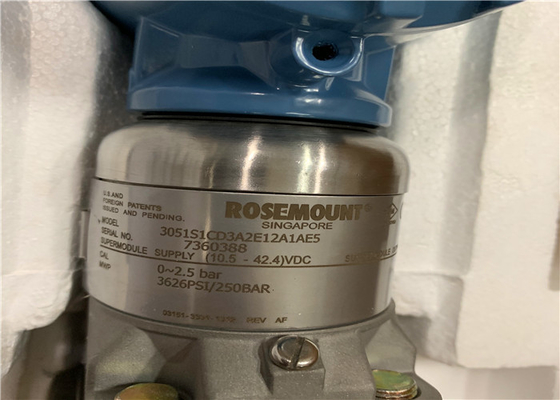 U.S. AND
FOREIGN PATENTS
ISSUED AND PENDING.
ROSEMOUNT®
SINGAPORE
MODEL 3051S1CD3A2E12A1AE5
SERIAL NO. 7360388
SUPERMODULE SUPPLY (10.5 - 42.4)VDC
CAL 0~2.5 bar
MWP 3626PSI/250BAR
REV AF